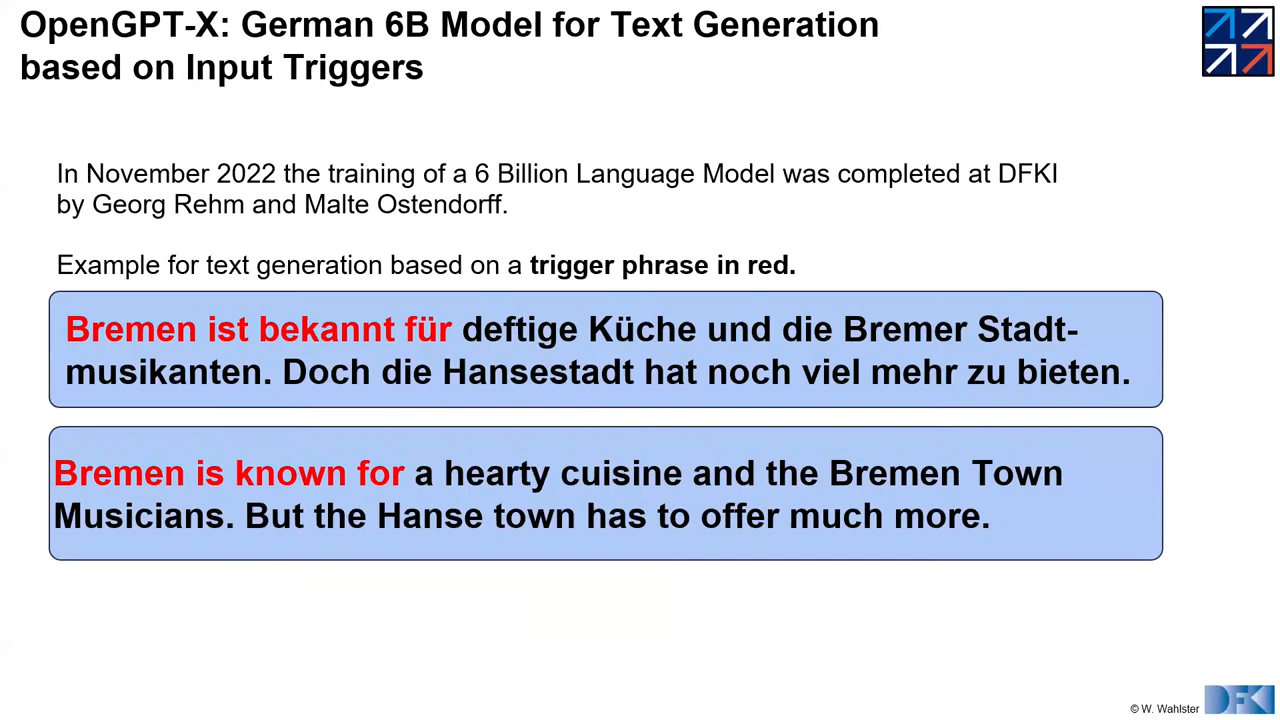 OpenGPT-X: German 6B Model for Text Generation
based on Input Triggers
In November 2022 the training of a 6 Billion Language Model was completed at DFKI
by Georg Rehm and Malte Ostendorff.
Example for text generation based on a trigger phrase in red.
Bremen ist bekannt für deftige Küche und die Bremer Stadt-
musikanten. Doch die Hansestadt hat noch viel mehr zu bieten.
Bremen is known for a hearty cuisine and the Bremen Town
Musicians. But the Hanse town has to offer much more.
© W. Wahlster
DFKI